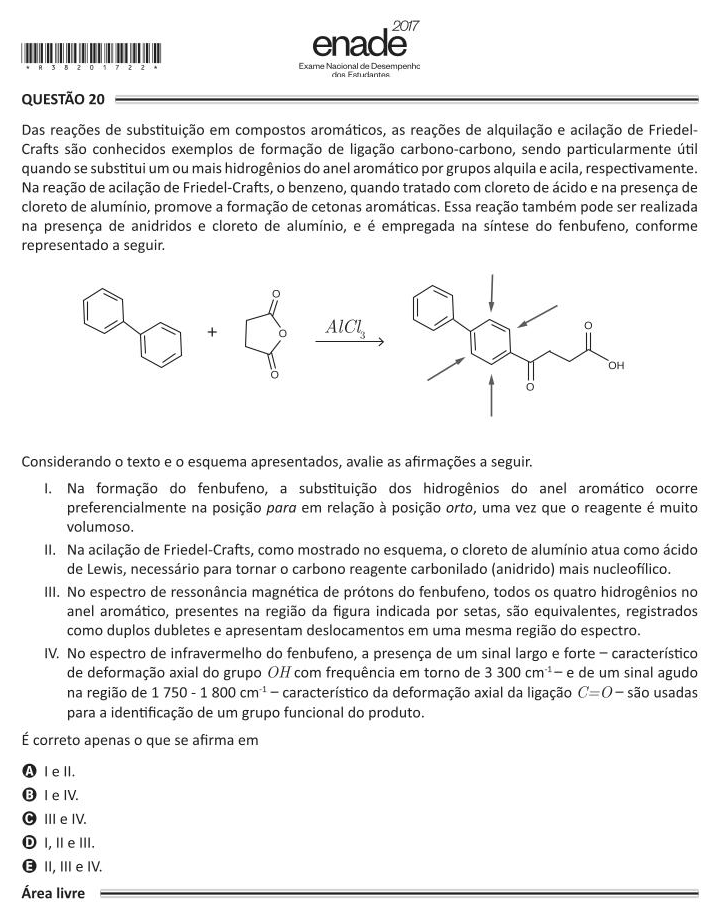 2017
enade
Exame Nacional de Desempenho
dos Estudantes
* R 3 8 2 0 1 7 2 2 *
QUESTÃO 20
Das reações de substituição em compostos aromáticos, as reações de alquilação e acilação de Friedel-
Crafts são conhecidos exemplos de formação de ligação carbono-carbono, sendo particularmente útil
quando se substitui um ou mais hidrogênios do anel aromático por grupos alquila e acila, respectivamente.
Na reação de acilação de Friedel-Crafts, o benzeno, quando tratado com cloreto de ácido e na presença de
cloreto de alumínio, promove a formação de cetonas aromáticas. Essa reação também pode ser realizada
na presença de anidridos e cloreto de alumínio, e é empregada na síntese do fenbufeno, conforme
representado a seguir.
O
+
O
AlCl3
O
O
OH
O
Considerando o texto e o esquema apresentados, avalie as afirmações a seguir.
I. Na formação do fenbufeno, a substituição dos hidrogênios do anel aromático ocorre
preferencialmente na posição para em relação à posição orto, uma vez que o reagente é muito
volumoso.
II. Na acilação de Friedel-Crafts, como mostrado no esquema, o cloreto de alumínio atua como ácido
de Lewis, necessário para tornar o carbono reagente carbonilado (anidrido) mais nucleofílico.
III. No espectro de ressonância magnética de prótons do fenbufeno, todos os quatro hidrogênios no
anel aromático, presentes na região da figura indicada por setas, são equivalentes, registrados
como duplos dubletes e apresentam deslocamentos em uma mesma região do espectro.
IV. No espectro de infravermelho do fenbufeno, a presença de um sinal largo e forte – característico
de deformação axial do grupo OH com frequência em torno de 3 300 cm⁻¹ – e de um sinal agudo
na região de 1 750 - 1 800 cm⁻¹ – característico da deformação axial da ligação C=O – são usadas
para a identificação de um grupo funcional do produto.
É correto apenas o que se afirma em
A I e II.
B I e IV.
C III e IV.
D I, II e III.
E II, III e IV.
Área livre